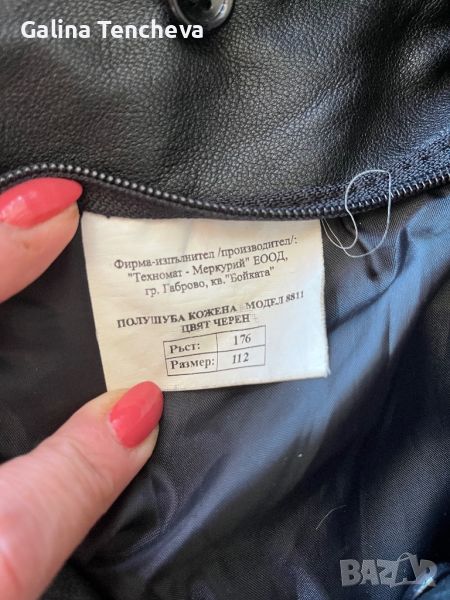 Galina Tencheva
Фирма-изпълнител /производител/:
"Техномат - Меркурий" ЕООД,
гр. Габрово, кв."Бойката"
ПОЛУШУБА КОЖЕНА МОДЕЛ 8811
ЦВЯТ ЧЕРЕН
Ръст: 176
Размер: 112
BAZAR